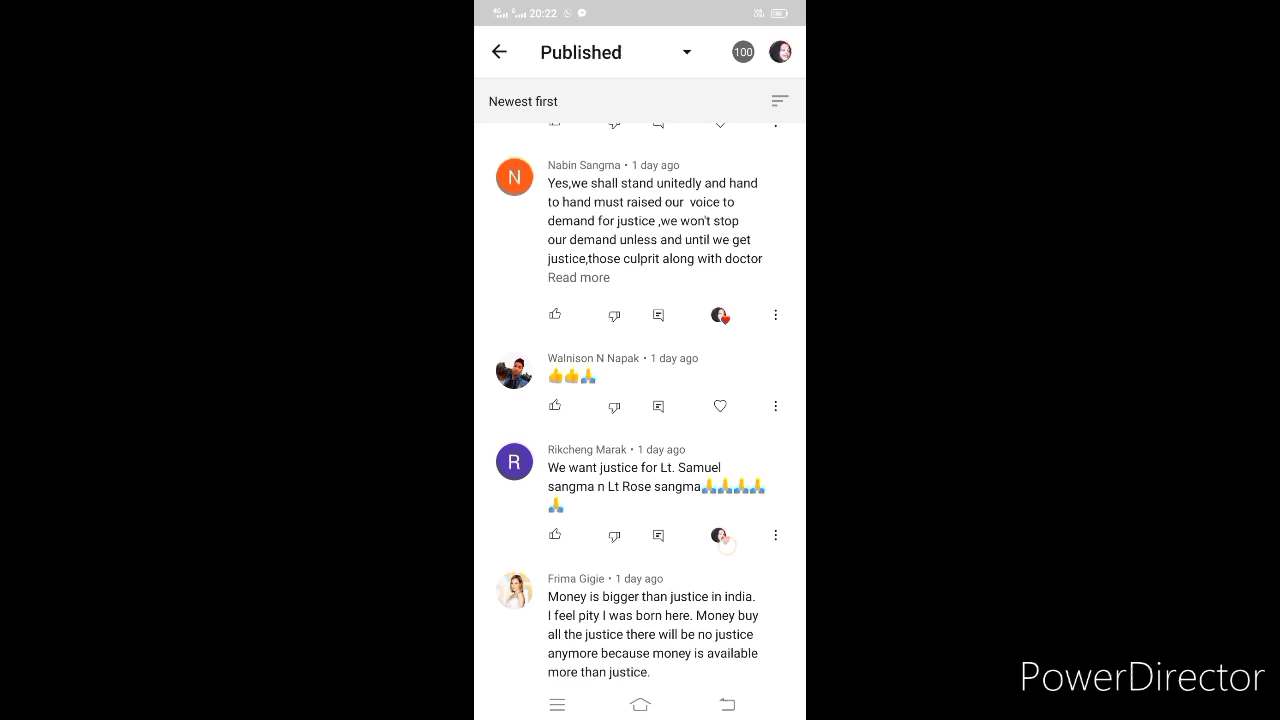 20:22
Published
100
Newest first
Nabin Sangma • 1 day ago
Yes,we shall stand unitedly and hand
to hand must raised our  voice to
demand for justice ,we won't stop
our demand unless and until we get
justice,those culprit along with doctor
Read more
Walnison N Napak • 1 day ago
👍👍🙏
Rikcheng Marak • 1 day ago
We want justice for Lt. Samuel
sangma n Lt Rose sangma🙏🙏🙏🙏
🙏
Frima Gigie • 1 day ago
Money is bigger than justice in india.
I feel pity I was born here. Money buy
all the justice there will be no justice
anymore because money is available
more than justice.
PowerDirector